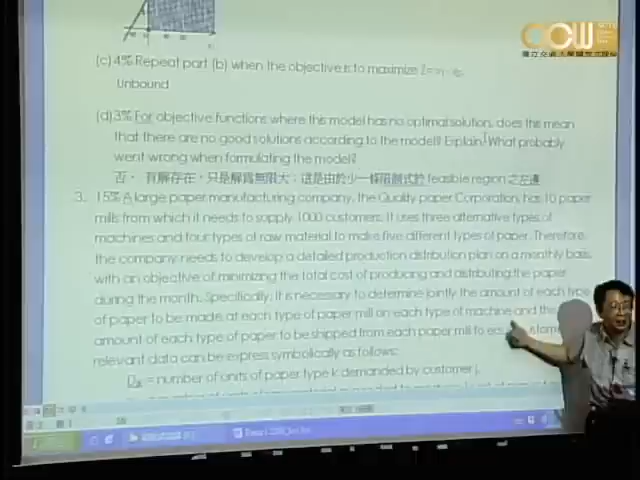 (c) 4% Repeat part (b) when the objective is to maximize Z=
Unbound
(d) 3% For objective functions where this model has no optimal solution, does this mean
that there are no good solutions according to the model? Explain. What probably
went wrong when formulating the model?
否，有解存在，只是解為無限大；這是由於少一條限制式於 feasible region 之左邊
3. 15% A large paper manufacturing company, the Quality paper Corporation, has 10 paper
mills from which it needs to supply 1000 customers. It uses three alternative types of
machines and four types of raw material to make five different types of paper. Therefore,
the company needs to develop a detailed production distribution plan on a monthly basis,
with an objective of minimizing the total cost of producing and distributing the paper
during the month. Specifically, it is necessary to determine jointly the amount of each type
of paper to be made at each type of paper mill on each type of machine and the
amount of each type of paper to be shipped from each paper mill to
relevant data can be expressed symbolically as follows:
= number of units of paper type k demanded by customer j,